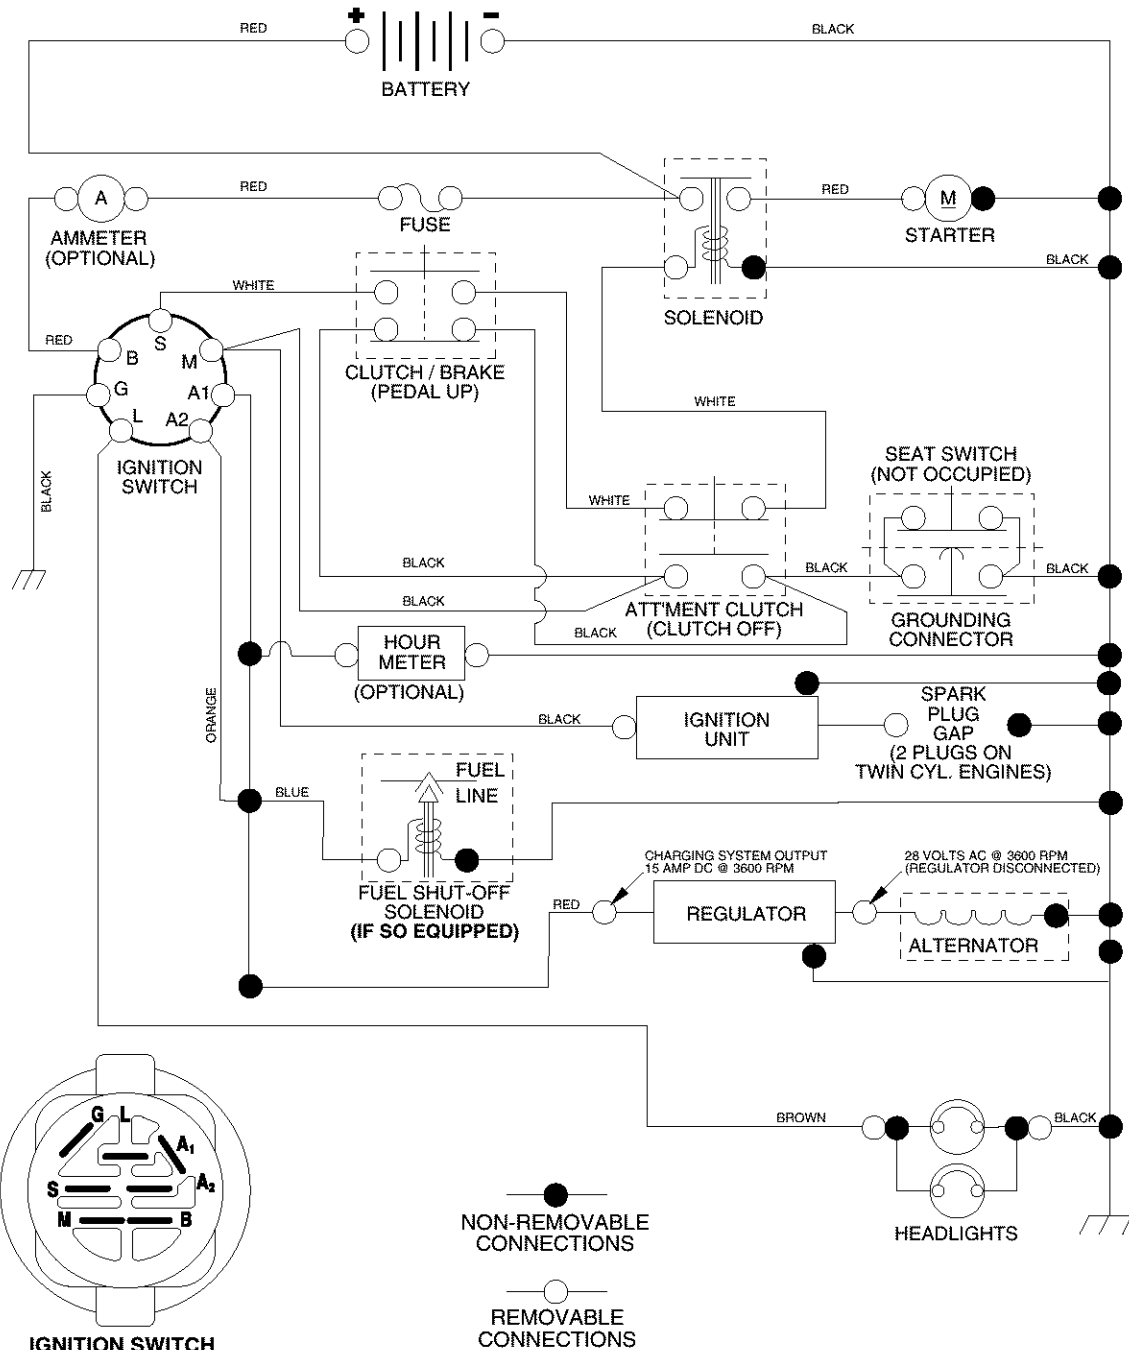 + -
RED
BLACK
BATTERY
A
RED
FUSE
RED
M
AMMETER
(OPTIONAL)
STARTER
BLACK
SOLENOID
WHITE
RED
S
B
M
G
A1
L
A2
IGNITION
SWITCH
CLUTCH / BRAKE
(PEDAL UP)
WHITE
BLACK
WHITE
SEAT SWITCH
(NOT OCCUPIED)
BLACK
BLACK
BLACK
BLACK
BLACK
ATT'MENT CLUTCH
(CLUTCH OFF)
GROUNDING
CONNECTOR
HOUR
METER
(OPTIONAL)
ORANGE
BLACK
IGNITION
UNIT
SPARK
PLUG
GAP
(2 PLUGS ON
TWIN CYL. ENGINES)
BLUE
FUEL
LINE
FUEL SHUT-OFF
SOLENOID
(IF SO EQUIPPED)
CHARGING SYSTEM OUTPUT
15 AMP DC @ 3600 RPM
28 VOLTS AC @ 3600 RPM
(REGULATOR DISCONNECTED)
RED
REGULATOR
ALTERNATOR
BROWN
BLACK
HEADLIGHTS
G L
A1
A2
S
M
B
IGNITION SWITCH
NON-REMOVABLE
CONNECTIONS
REMOVABLE
CONNECTIONS